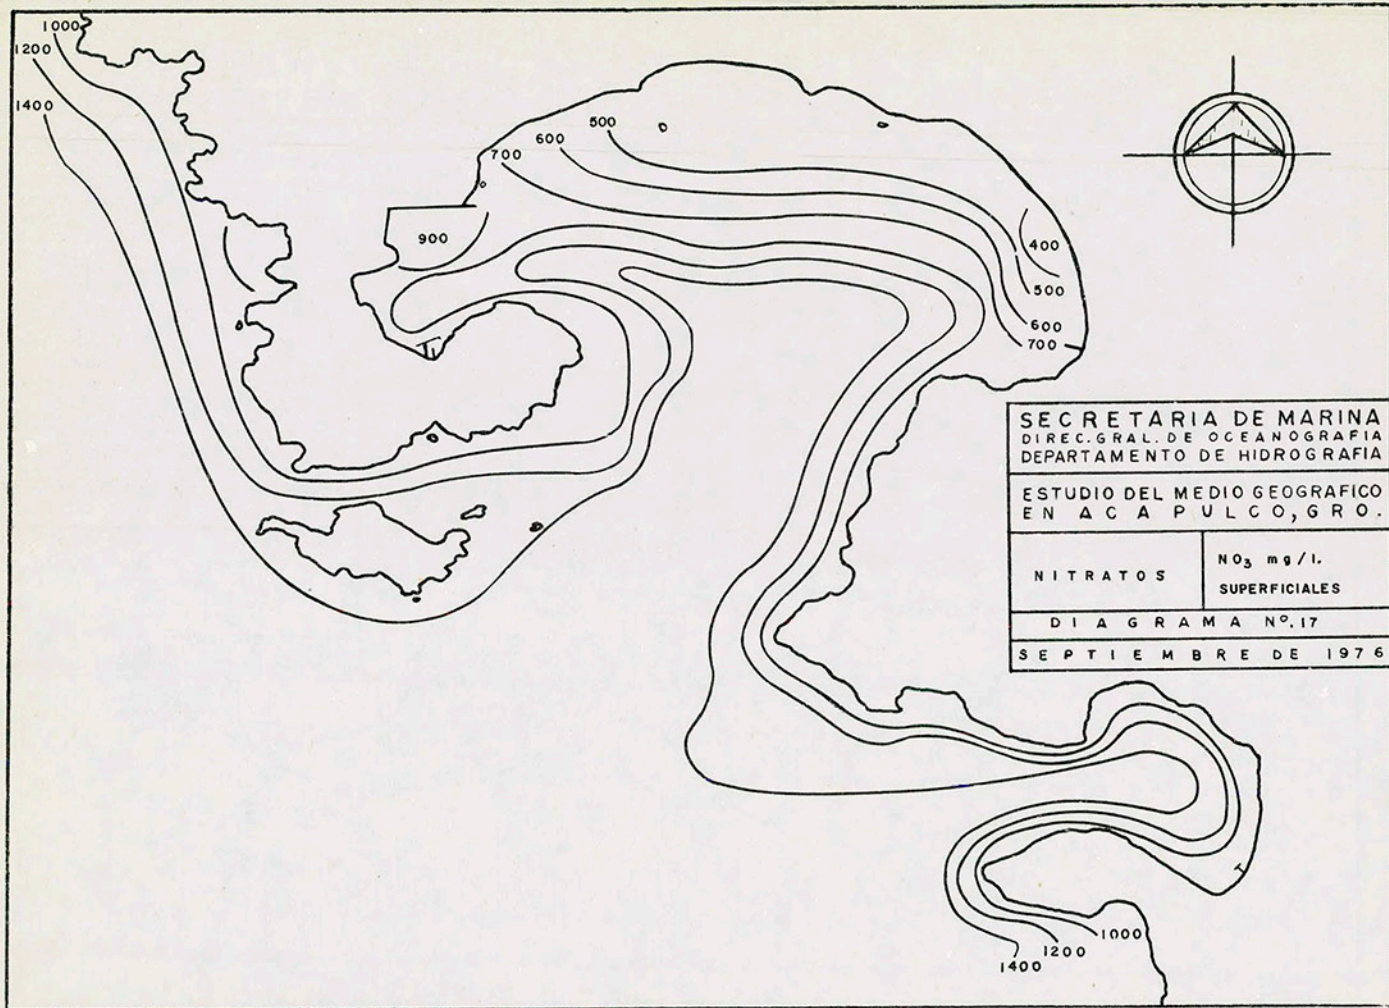 1000
1200
1400
500
600
700
900
400
500
600
700
SECRETARIA DE MARINA
DIREC.GRAL. DE OCEANOGRAFIA
DEPARTAMENTO DE HIDROGRAFIA
ESTUDIO DEL MEDIO GEOGRAFICO
EN ACAPULCO, GRO.
NITRATOS
NO₃ mg/l.
SUPERFICIALES
DIAGRAMA Nº.17
SEPTIEMBRE DE 1976
1000
1200
1400